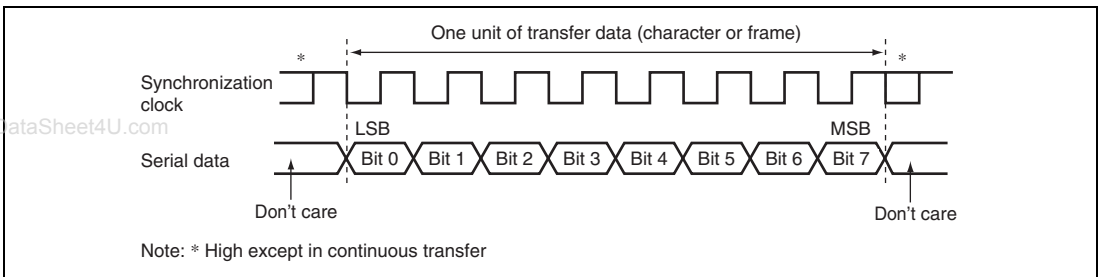 One unit of transfer data (character or frame)
*
*
Synchronization
clock
DataSheet4U.com
LSB
MSB
Serial data
Bit 0
Bit 1
Bit 2
Bit 3
Bit 4
Bit 5
Bit 6
Bit 7
Don't care
Don't care
Note: * High except in continuous transfer